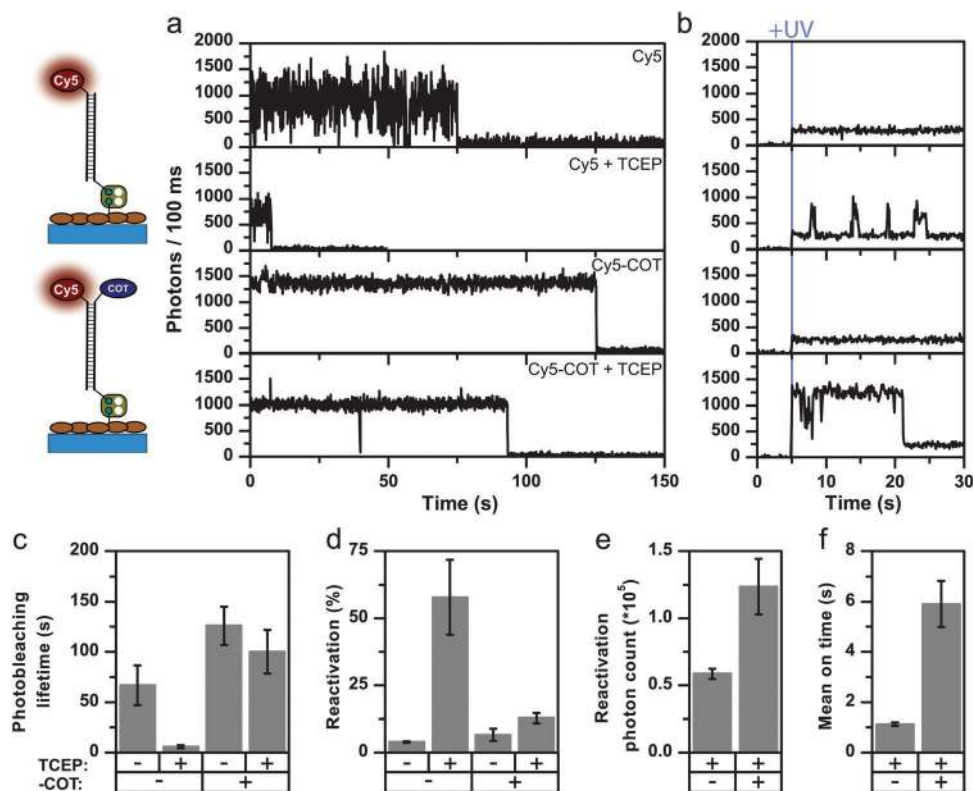 a
b
+UV
Cy5
COT
Photons / 100 ms
2000
1500
1000
500
0
Cy5
1500
1000
500
0
Cy5 + TCEP
1500
1000
500
0
Cy5-COT
1500
1000
500
0
Cy5-COT + TCEP
0 50 100 150
Time (s)
2000
1500
1000
500
0
1500
1000
500
0
1500
1000
500
0
1500
1000
500
0
0 10 20 30
Time (s)
Cy5
c
Photobleaching
lifetime (s)
200
150
100
50
0
TCEP: - + - +
-COT: - +
d
Reactivation (%)
75
50
25
0
- + - +
- +
e
Reactivation
photon count (*10⁵)
1.5
1.0
0.5
0.0
+ +
- +
f
Mean on time (s)
8
6
4
2
0
+ +
- +